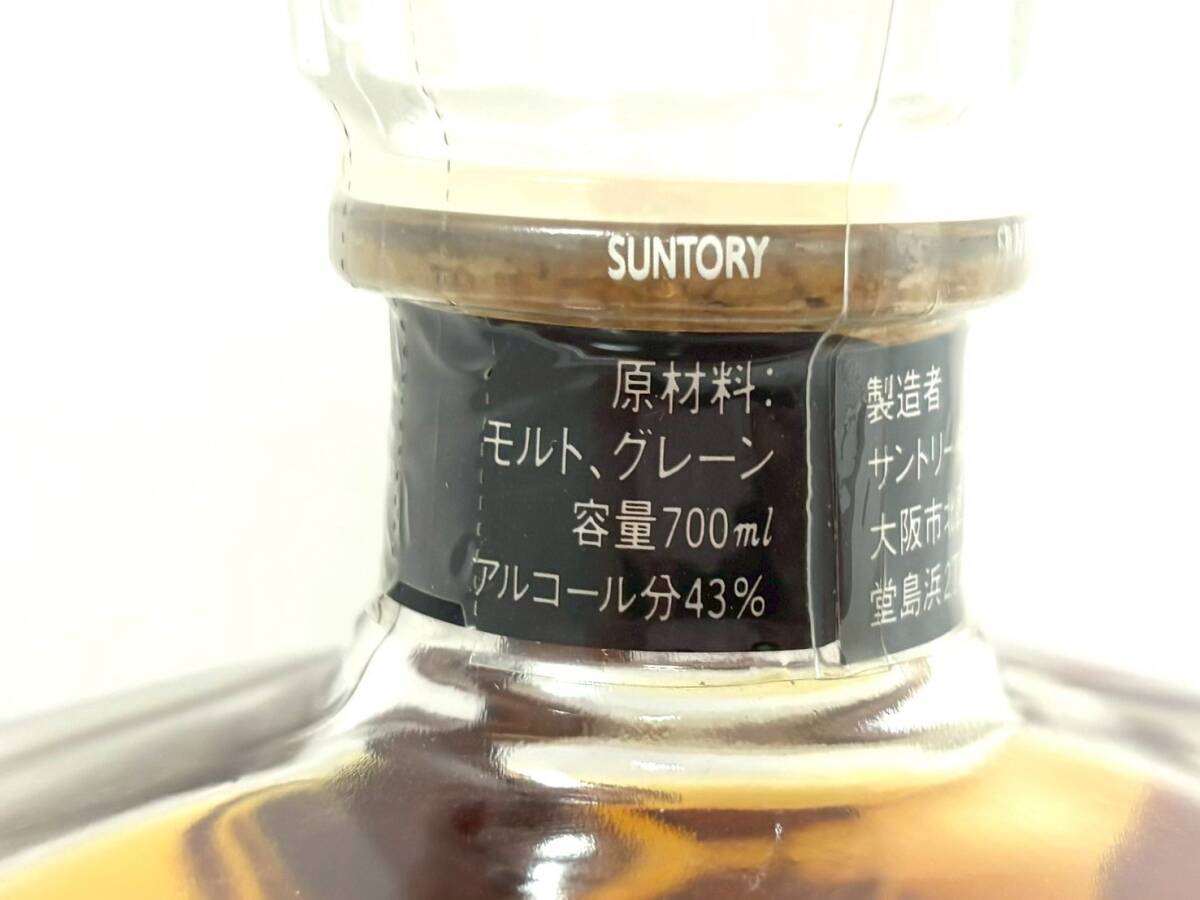 SUNTORY
原材料:
モルト、グレーン
容量700ml
アルコール分43%
製造者
サントリー
大阪市北
堂島浜2